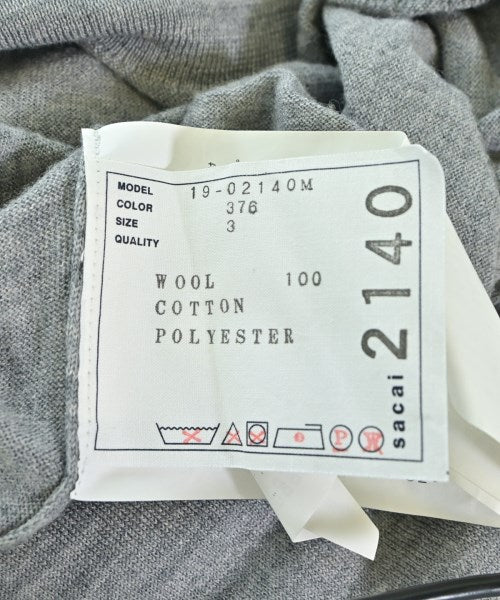 MODEL 19-02140M
COLOR 376
SIZE 3
QUALITY
WOOL 100
COTTON
POLYESTER
P W
sacai 2140